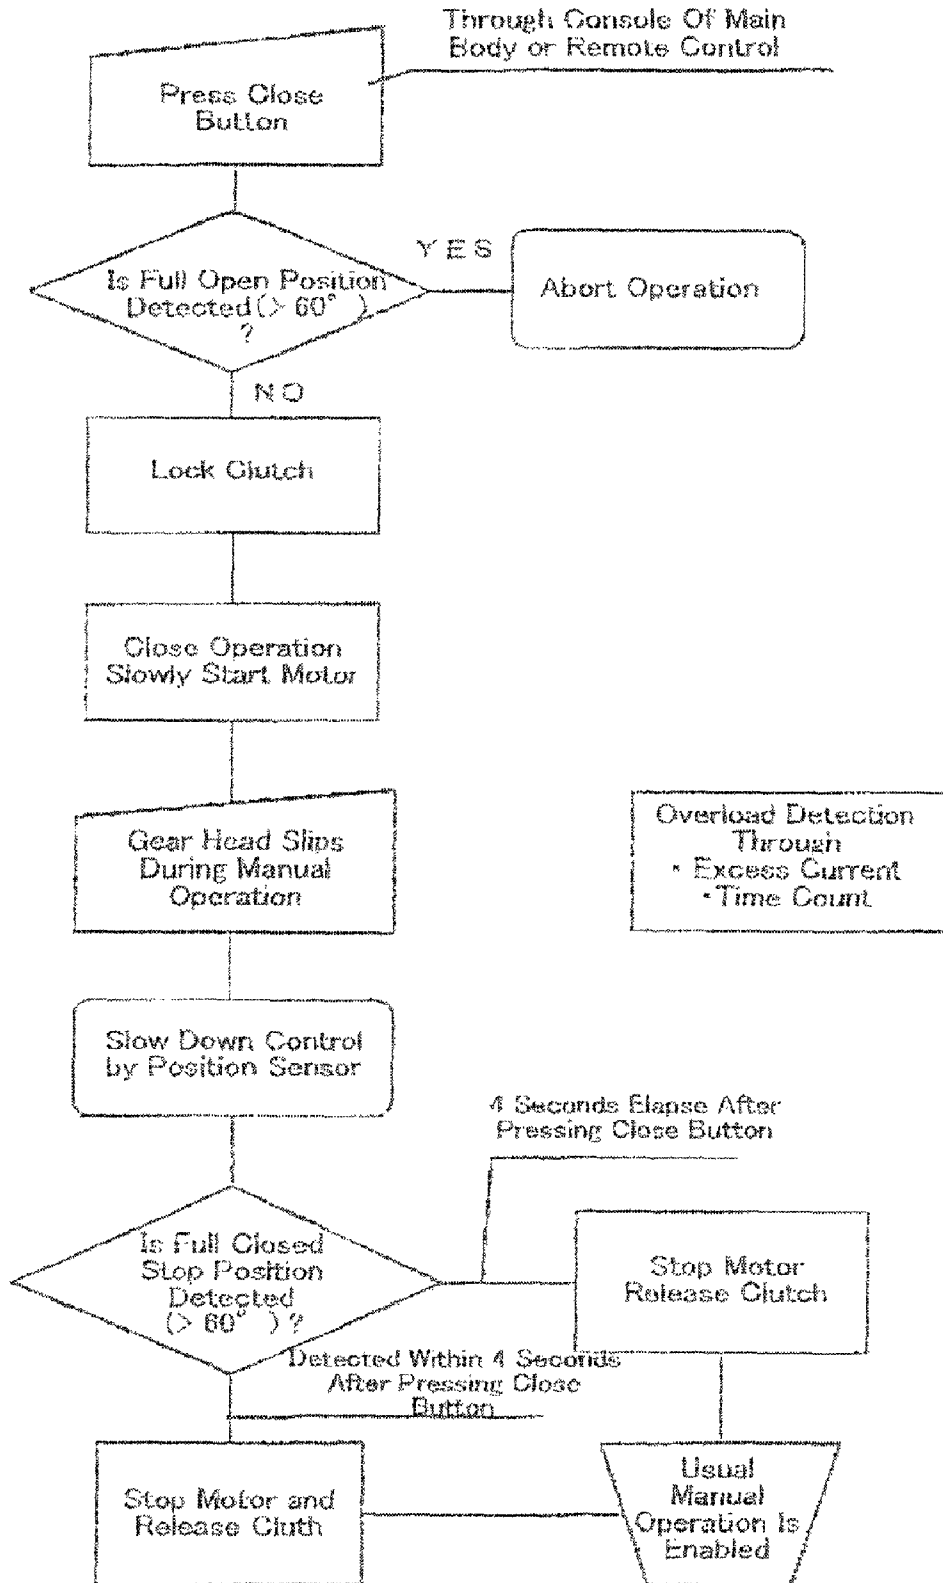 Through Console Of Main
Body or Remote Control
Press Close
Button
Is Full Open Position
Detected (> 60° )
?
YES
Abort Operation
NO
Lock Clutch
Close Operation
Slowly Start Motor
Gear Head Slips
During Manual
Operation
Overload Detection
Through
• Excess Current
• Time Count
Slow Down Control
by Position Sensor
4 Seconds Elapse After
Pressing Close Button
Is Full Closed
Stop Position
Detected
(> 60° ) ?
Stop Motor
Release Clutch
Detected Within 4 Seconds
After Pressing Close
Button
Stop Motor and
Release Cluth
Usual
Manual
Operation Is
Enabled